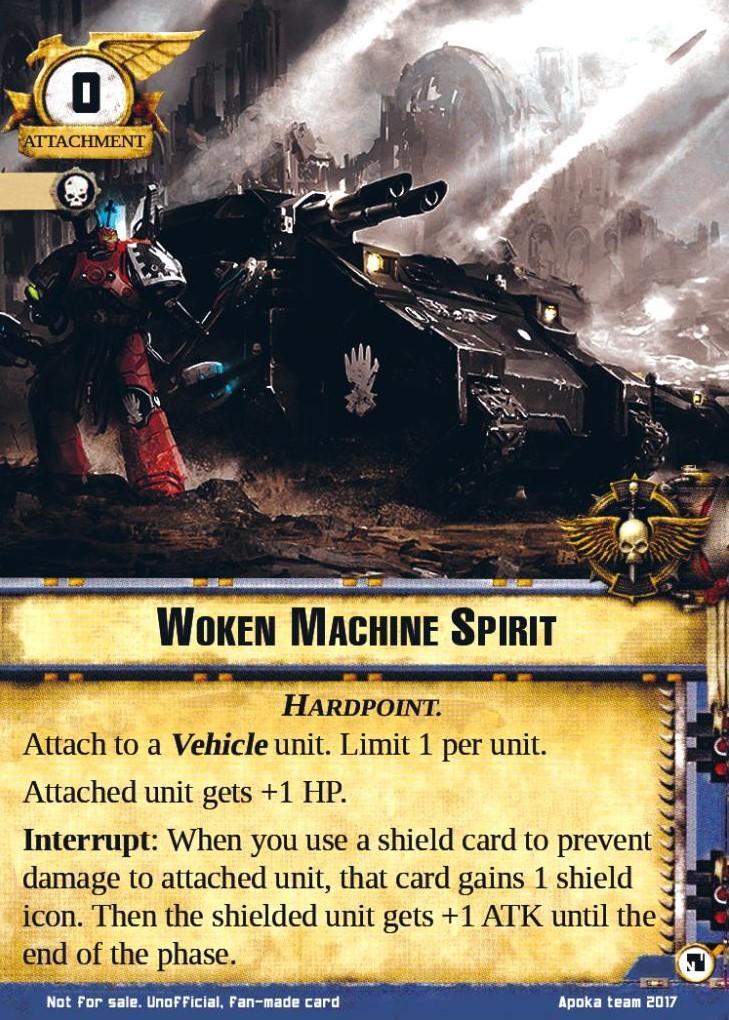 0
ATTACHMENT
WOKEN MACHINE SPIRIT
HARDPOINT.
Attach to a Vehicle unit. Limit 1 per unit.
Attached unit gets +1 HP.
Interrupt: When you use a shield card to prevent
damage to attached unit, that card gains 1 shield
icon. Then the shielded unit gets +1 ATK until the
end of the phase.
Not for sale. Unofficial, fan-made card
Apoka team 2017